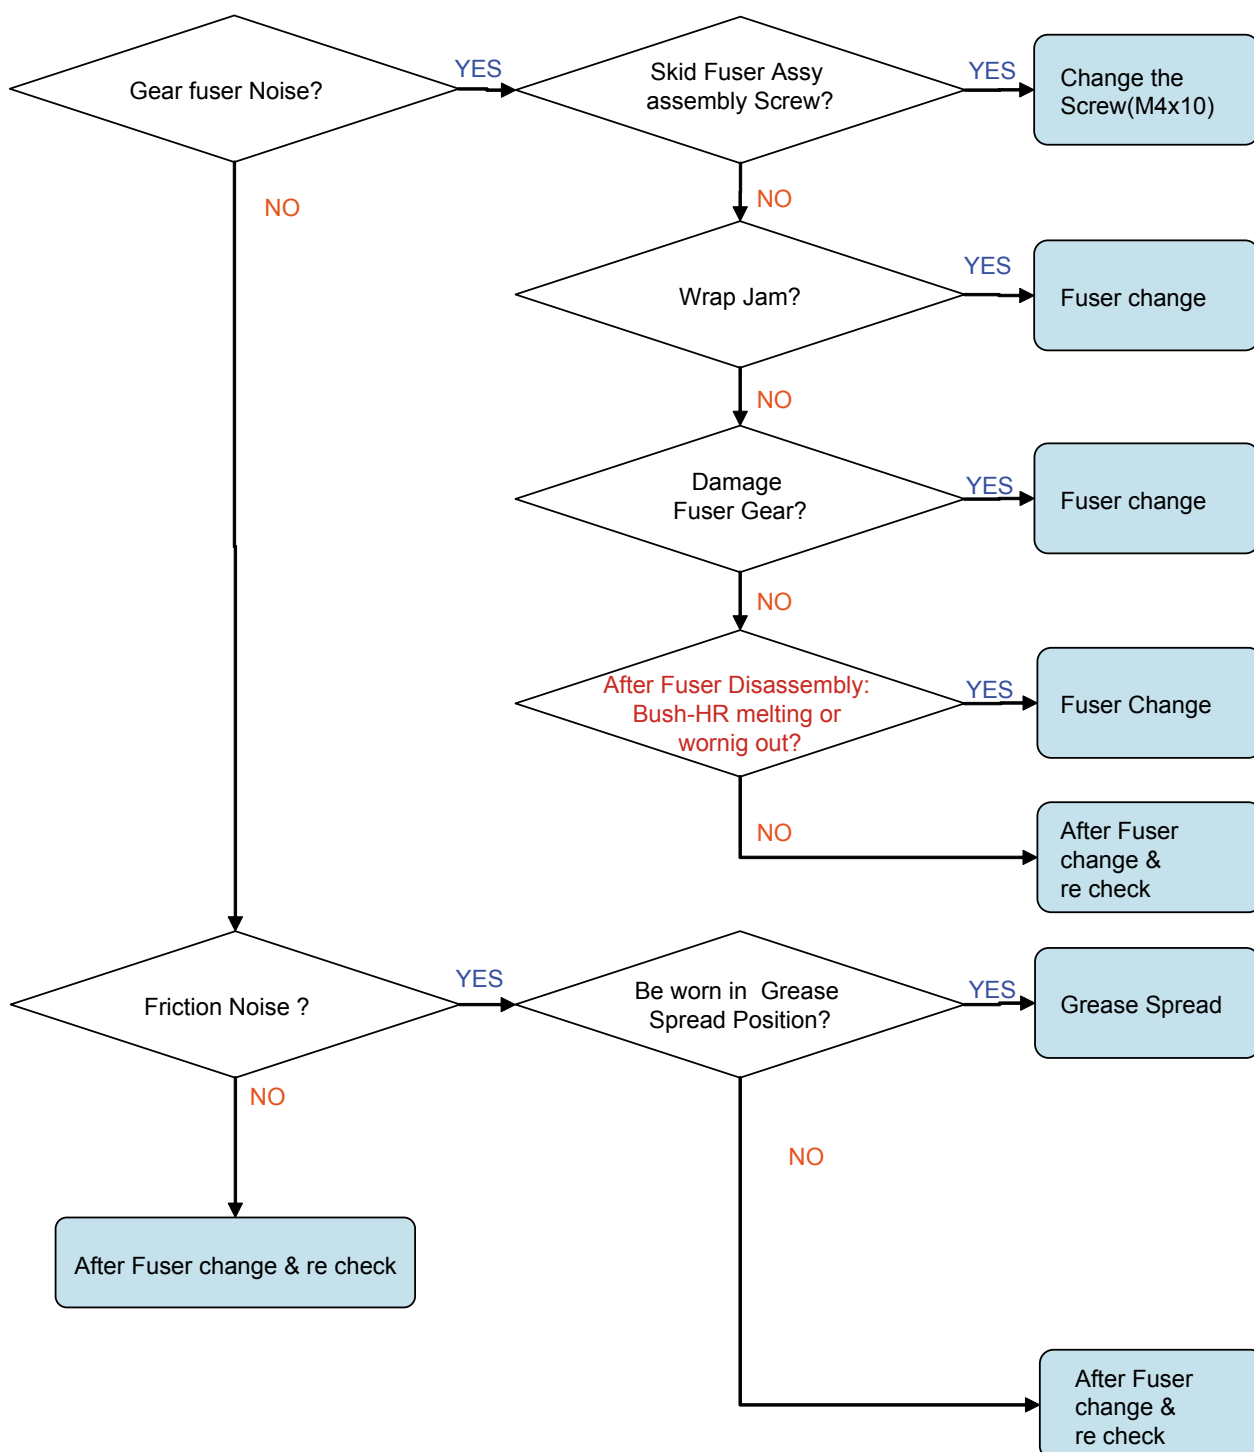 Gear fuser Noise?
YES
Skid Fuser Assy
assembly Screw?
YES
Change the
Screw(M4x10)
NO
NO
Wrap Jam?
YES
Fuser change
NO
Damage
Fuser Gear?
YES
Fuser change
NO
After Fuser Disassembly:
Bush-HR melting or
wornig out?
YES
Fuser Change
NO
After Fuser
change &
re check
Friction Noise ?
YES
Be worn in Grease
Spread Position?
YES
Grease Spread
NO
NO
After Fuser change & re check
After Fuser
change &
re check